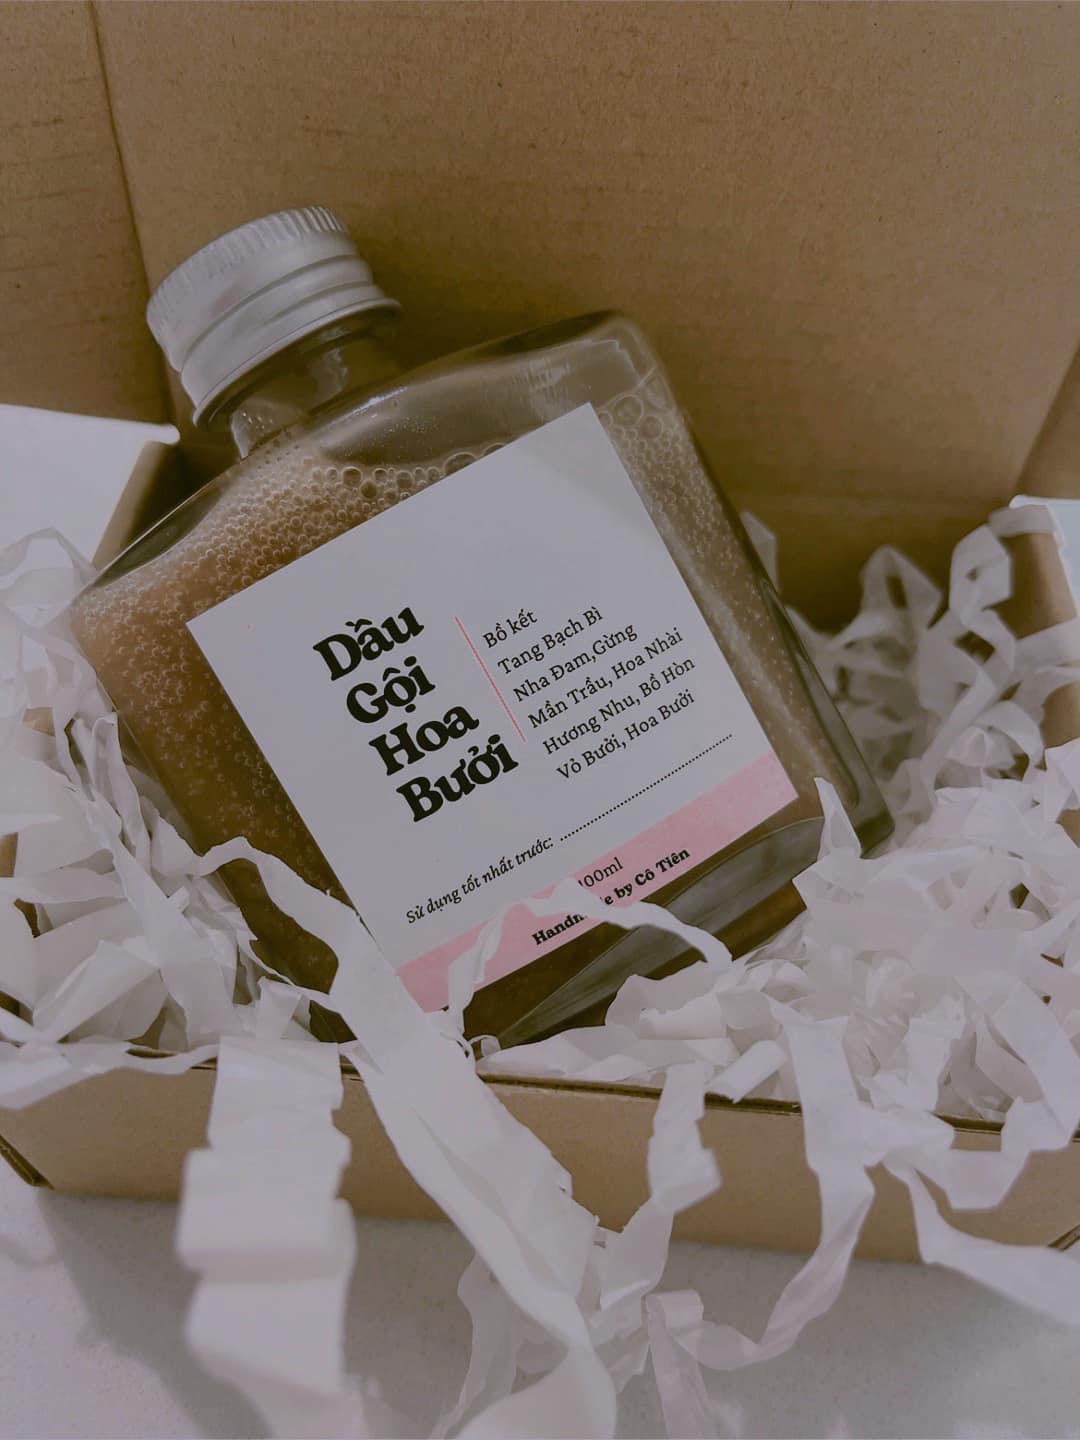 Dầu
Gội
Hoa
Bưởi
Bồ kết
Tang Bạch Bì
Nha Đam,Gừng
Mần Trầu, Hoa Nhài
Hương Nhu, Bồ Hòn
Vỏ Bưởi, Hoa Bưởi
Sử dụng tốt nhất trước: ........................................
by Cô Tiên